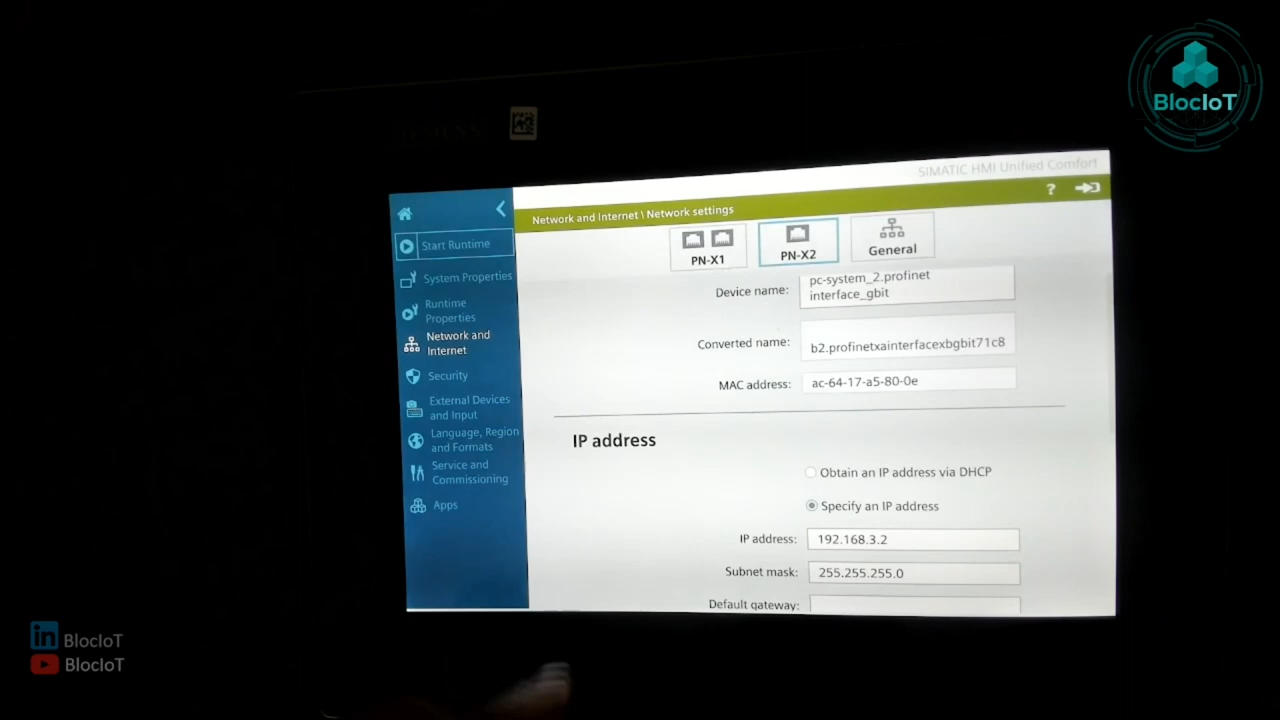 BlocIoT
SIEMENS
SIMATIC HMI Unified Comfort
Network and Internet \ Network settings
?
Start Runtime
System Properties
Runtime
Properties
Network and
Internet
Security
External Devices
and Input
Language, Region
and Formats
Service and
Commissioning
Apps
PN-X1
PN-X2
General
Device name:
pc-system_2.profinet
interface_gbit
Converted name:
b2.profinetxainterfacexbgbit71c8
MAC address:
ac-64-17-a5-80-0e
IP address
Obtain an IP address via DHCP
Specify an IP address
IP address:
192.168.3.2
Subnet mask:
255.255.255.0
Default gateway:
in BlocIoT
BlocIoT